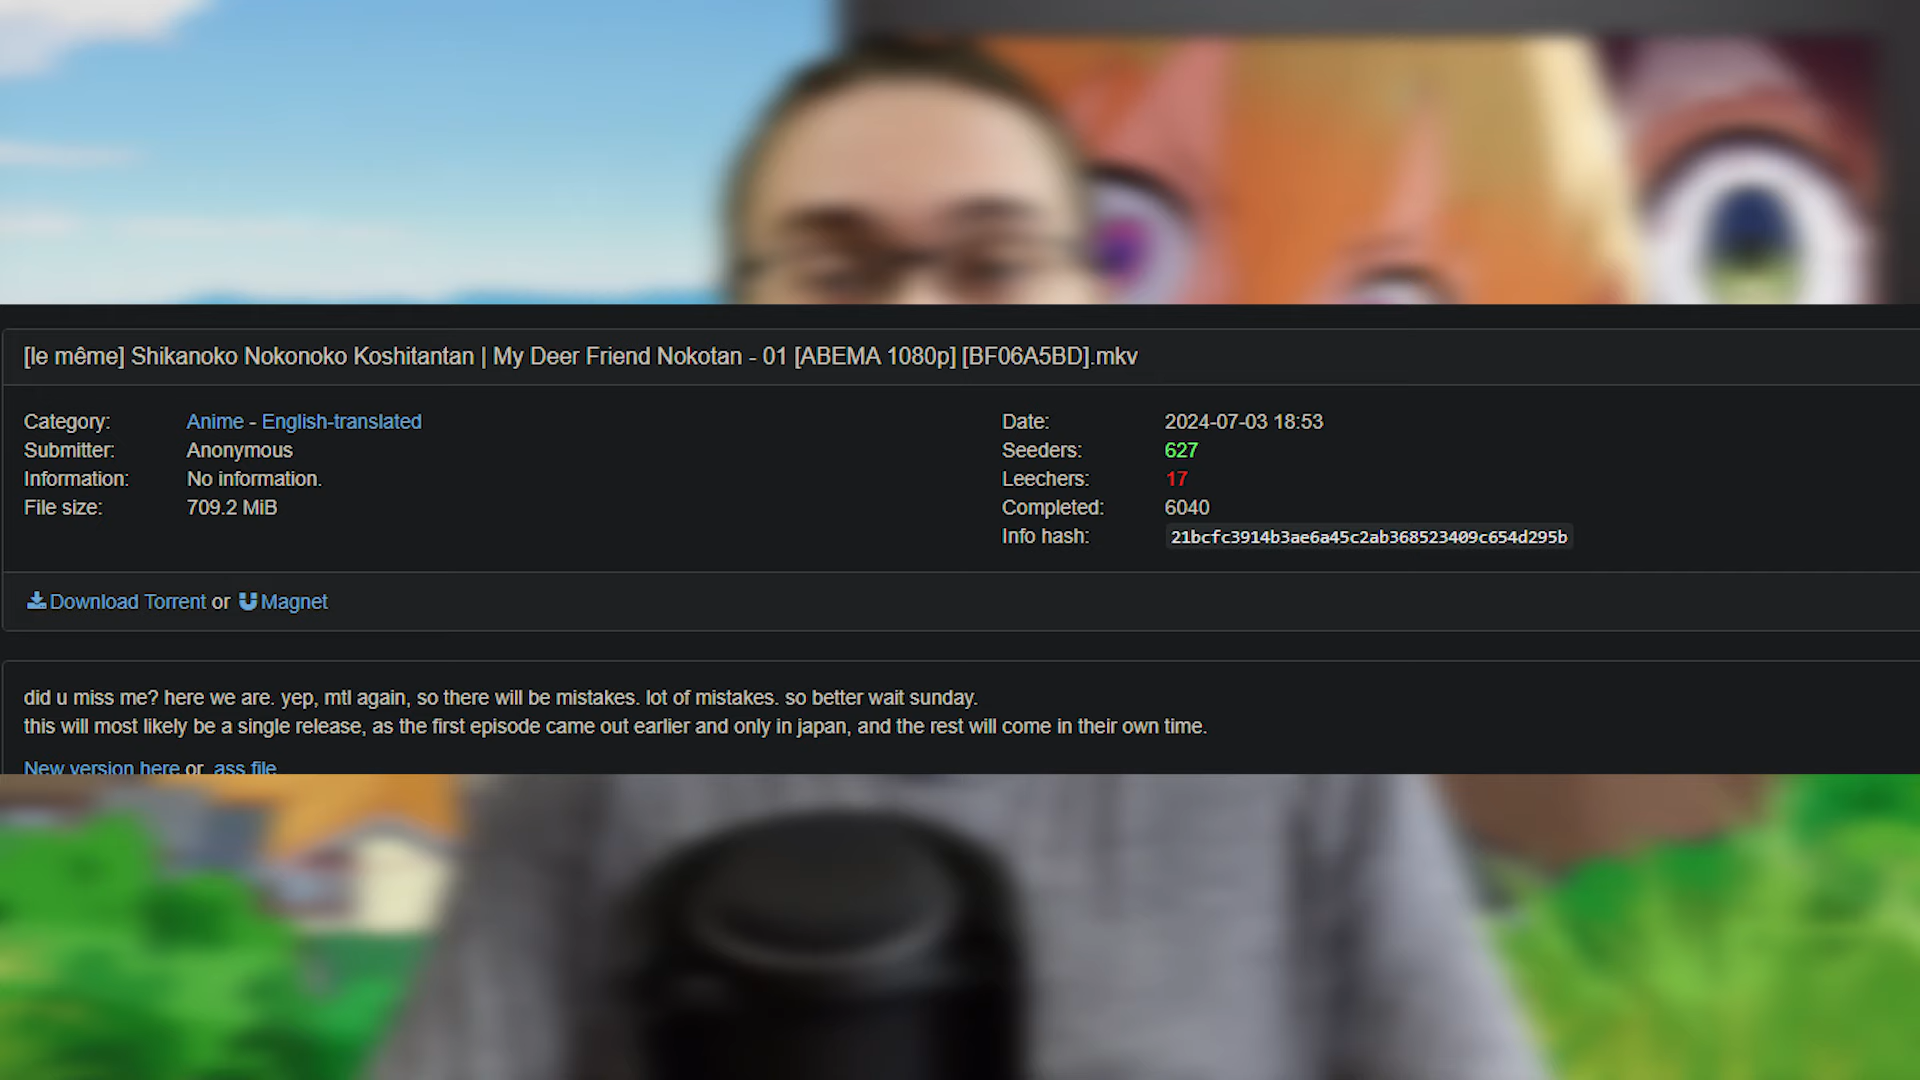 [le même] Shikanoko Nokonoko Koshitantan | My Deer Friend Nokotan - 01 [ABEMA 1080p] [BF06A5BD].mkv
Category: Anime - English-translated
Submitter: Anonymous
Information: No information.
File size: 709.2 MiB
Date: 2024-07-03 18:53
Seeders: 627
Leechers: 17
Completed: 6040
Info hash: 21bcfc3914b3ae6a45c2ab368523409c654d295b
Download Torrent or Magnet
did u miss me? here we are. yep, mtl again, so there will be mistakes. lot of mistakes. so better wait sunday.
this will most likely be a single release, as the first episode came out earlier and only in japan, and the rest will come in their own time.
New version here or .ass file